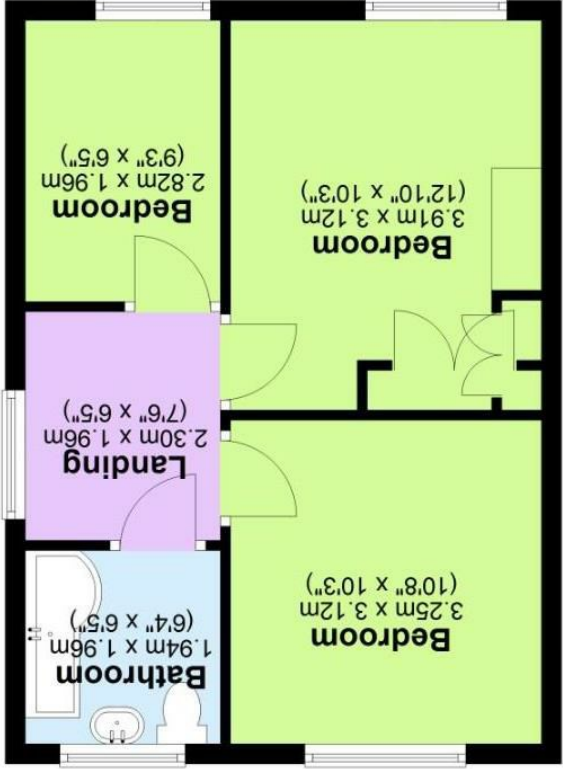 Bathroom
1.94m x 1.96m
(6'4" x 6'5")
Bedroom
3.25m x 3.12m
(10'8" x 10'3")
Landing
2.30m x 1.96m
(7'6" x 6'5")
Bedroom
3.91m x 3.12m
(12'10" x 10'3")
Bedroom
2.82m x 1.96m
(9'3" x 6'5")